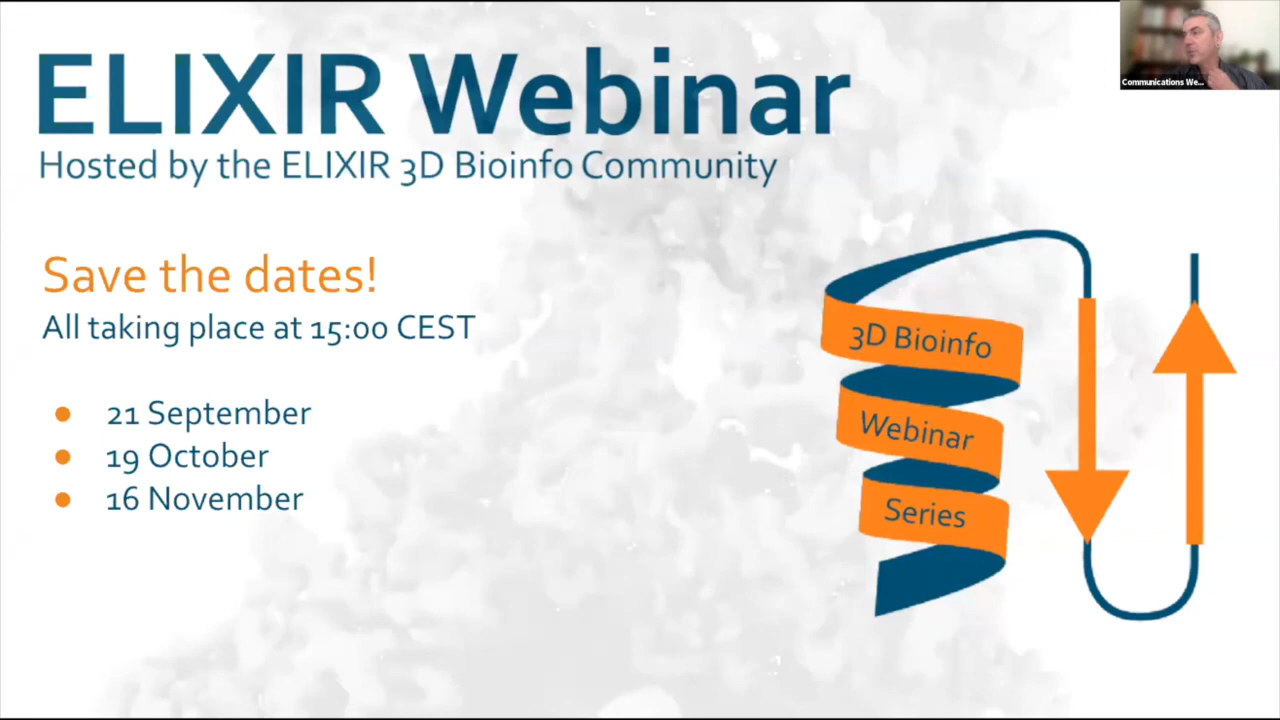 ELIXIR Webinar
Hosted by the ELIXIR 3D Bioinfo Community
Save the dates!
All taking place at 15:00 CEST
● 21 September
● 19 October
● 16 November
3D Bioinfo
Webinar
Series
Communications We...